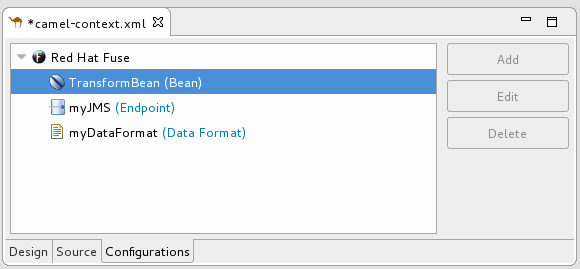 *camel-context.xml
Red Hat Fuse
TransformBean (Bean)
myJMS (Endpoint)
myDataFormat (Data Format)
Add
Edit
Delete
Design Source Configurations